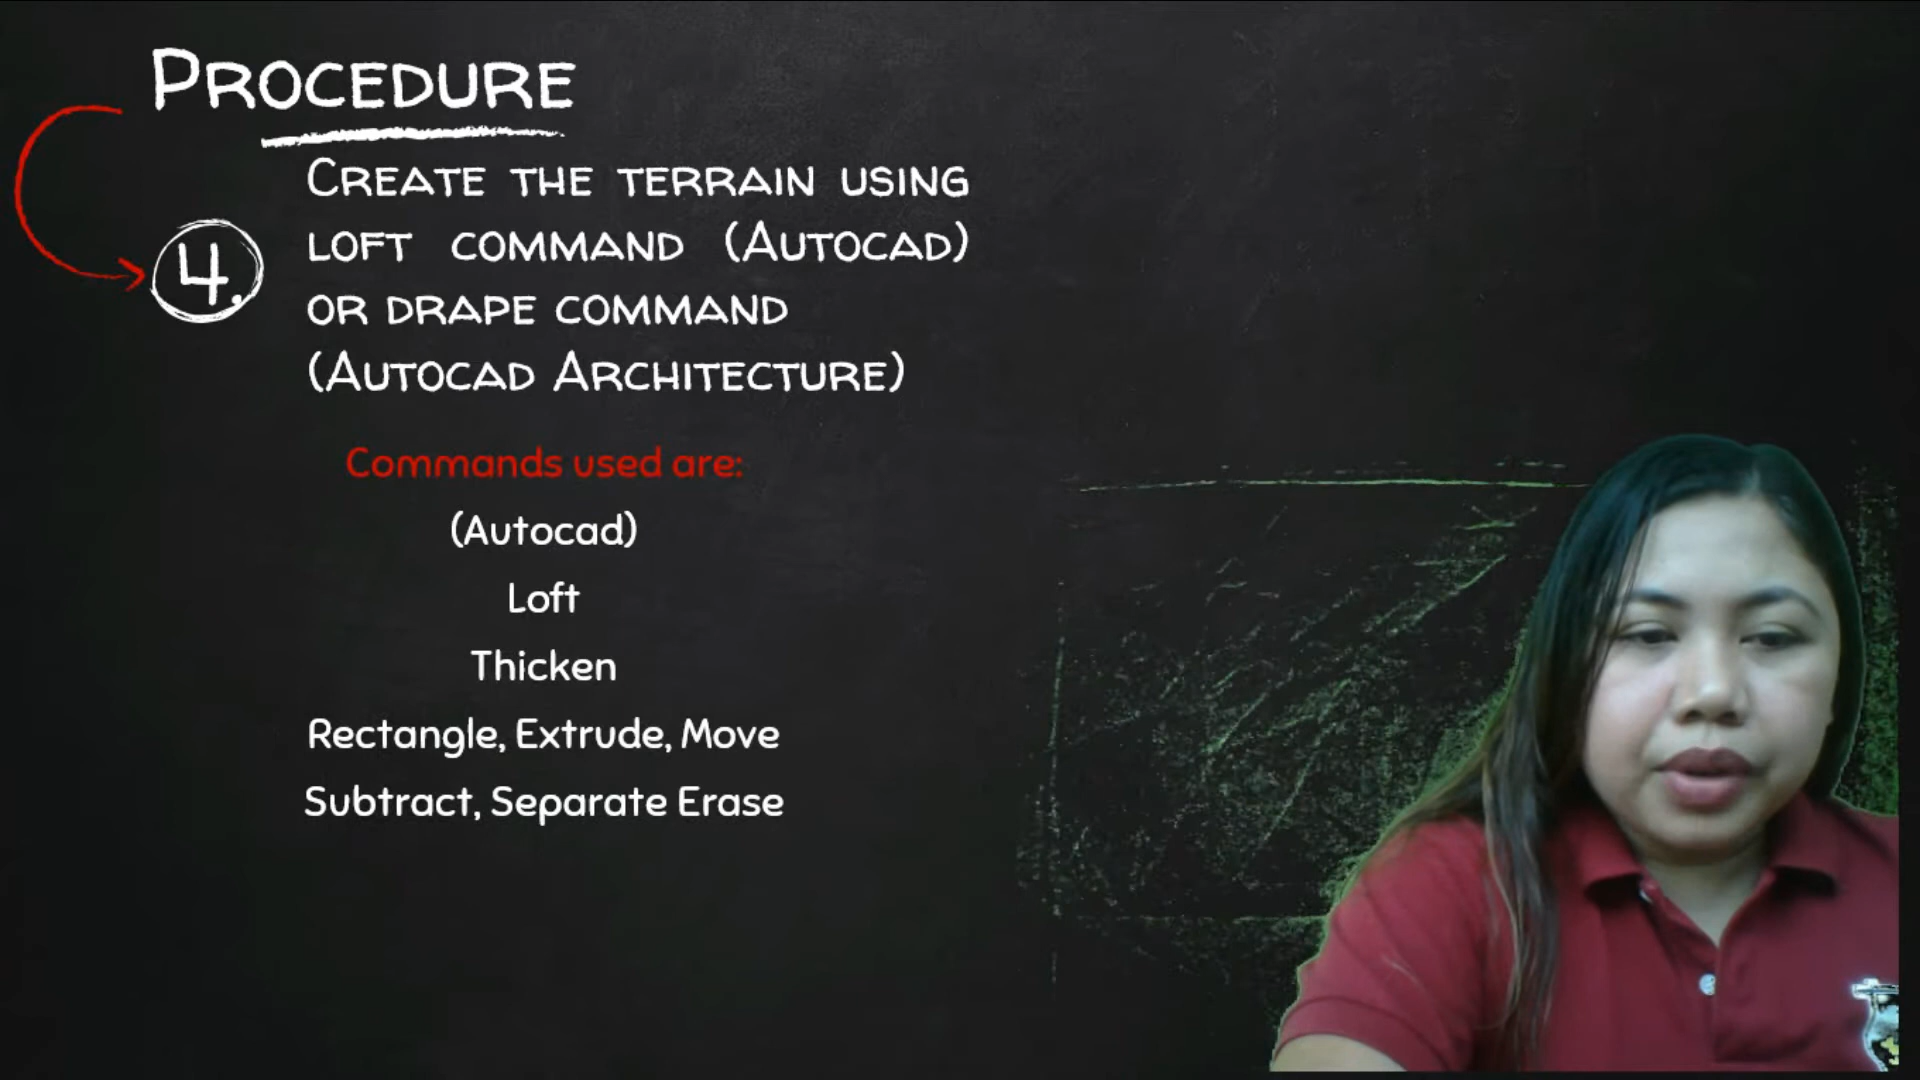 PROCEDURE
4.
CREATE THE TERRAIN USING
LOFT COMMAND (AUTOCAD)
OR DRAPE COMMAND
(AUTOCAD ARCHITECTURE)
Commands used are:
(Autocad)
Loft
Thicken
Rectangle, Extrude, Move
Subtract, Separate Erase